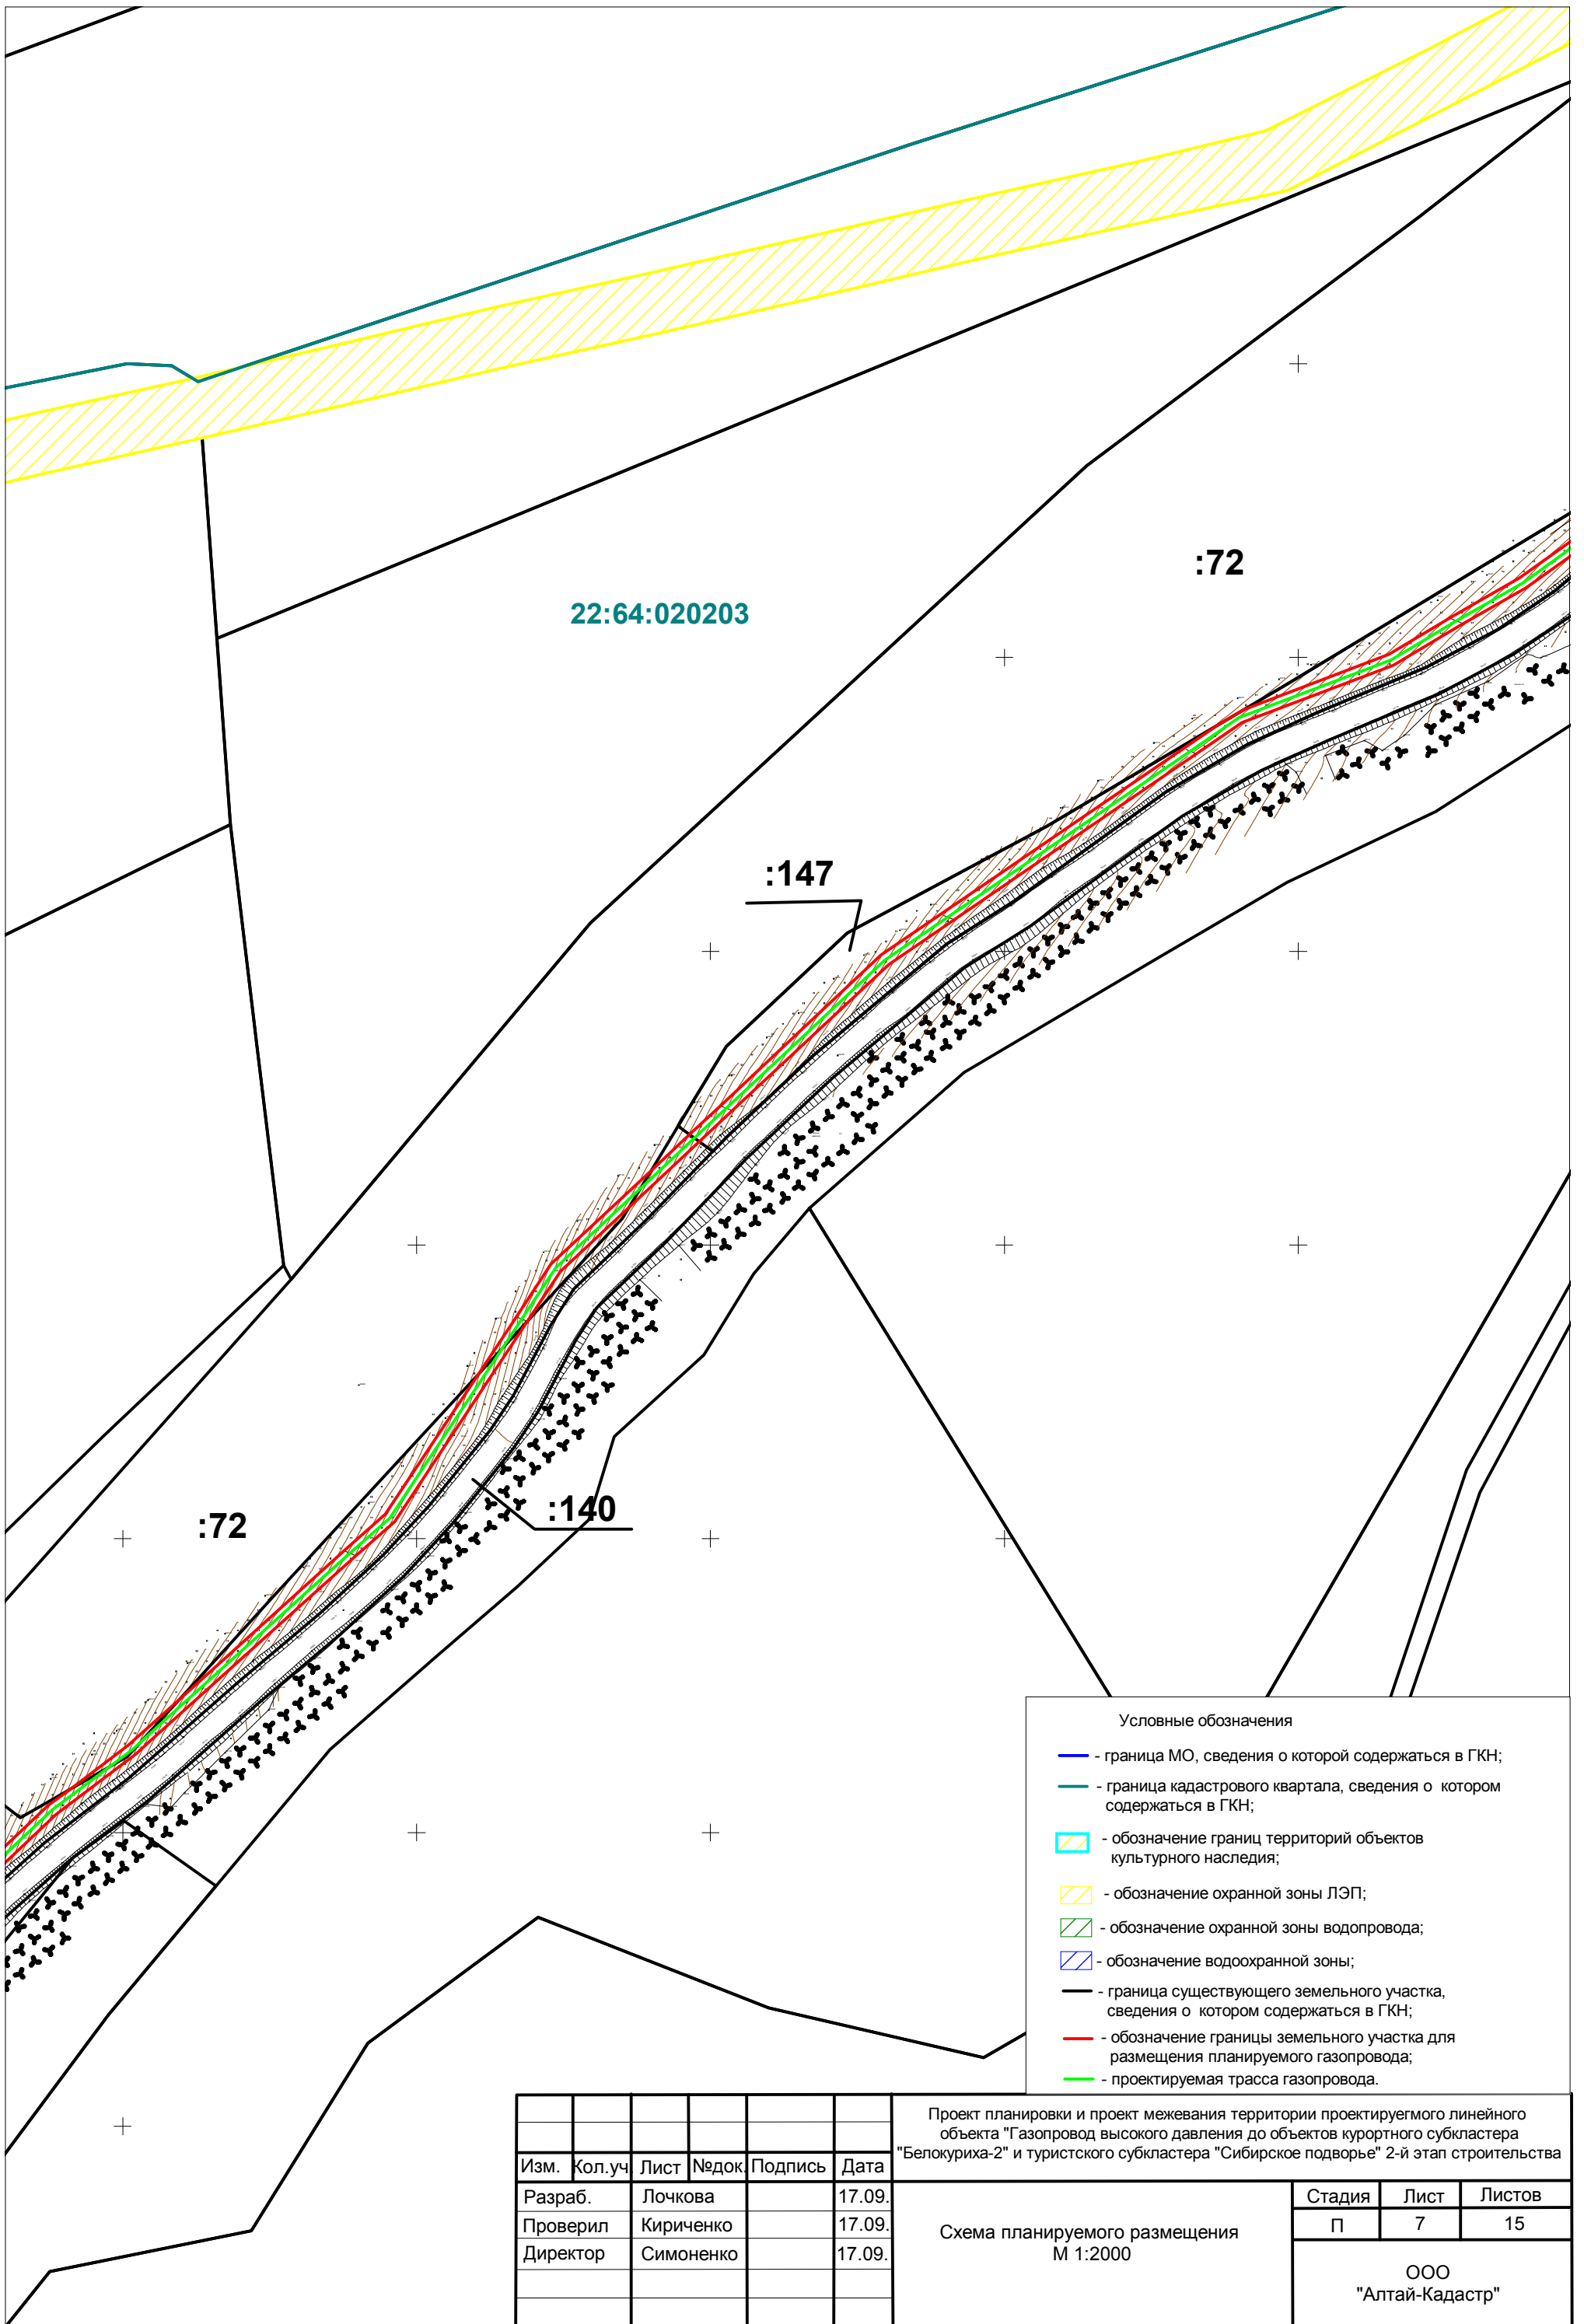 :72
22:64:020203
:147
:140
:72
Условные обозначения
- граница МО, сведения о которой содержаться в ГКН;
- граница кадастрового квартала, сведения о котором
содержаться в ГКН;
- обозначение границ территорий объектов
культурного наследия;
- обозначение охранной зоны ЛЭП;
- обозначение охранной зоны водопровода;
- обозначение водоохранной зоны;
- граница существующего земельного участка,
сведения о котором содержаться в ГКН;
- обозначение границы земельного участка для
размещения планируемого газопровода;
- проектируемая трасса газопровода.
Проект планировки и проект межевания территории проектируегмого линейного
объекта "Газопровод высокого давления до объектов курортного субкластера
"Белокуриха-2" и туристского субкластера "Сибирское подворье" 2-й этап строительства
Изм. Кол.уч Лист №док. Подпись Дата
Разраб. Лочкова 17.09.
Проверил Кириченко 17.09.
Директор Симоненко 17.09.
Схема планируемого размещения
М 1:2000
Стадия Лист Листов
П 7 15
ООО
"Алтай-Кадастр"